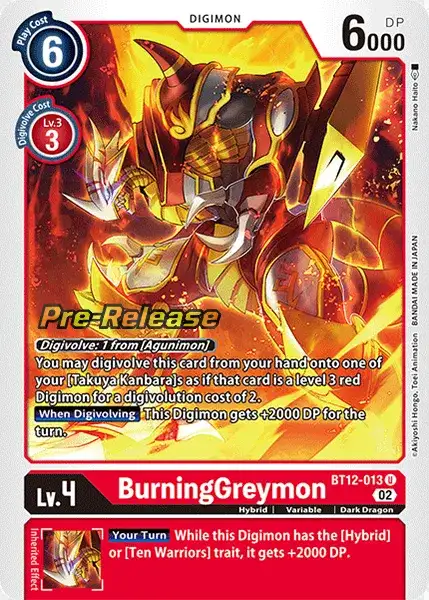 DIGIMON
Play Cost
6
6000
DP
Digivolve Cost
Lv.3
3
Nakano Haito
©Akiyoshi Hongo, Toei Animation BANDAI MADE IN JAPAN
Pre-Release
Digivolve: 1 from [Agunimon]
You may digivolve this card from your hand onto one of
your [Takuya Kanbara]s as if that card is a level 3 red
Digimon for a digivolution cost of 2.
When Digivolving This Digimon gets +2000 DP for the
turn.
Lv.4
BurningGreymon
BT12-013 U
02
Hybrid | Variable | Dark Dragon
Inherited Effect
Your Turn While this Digimon has the [Hybrid]
or [Ten Warriors] trait, it gets +2000 DP.